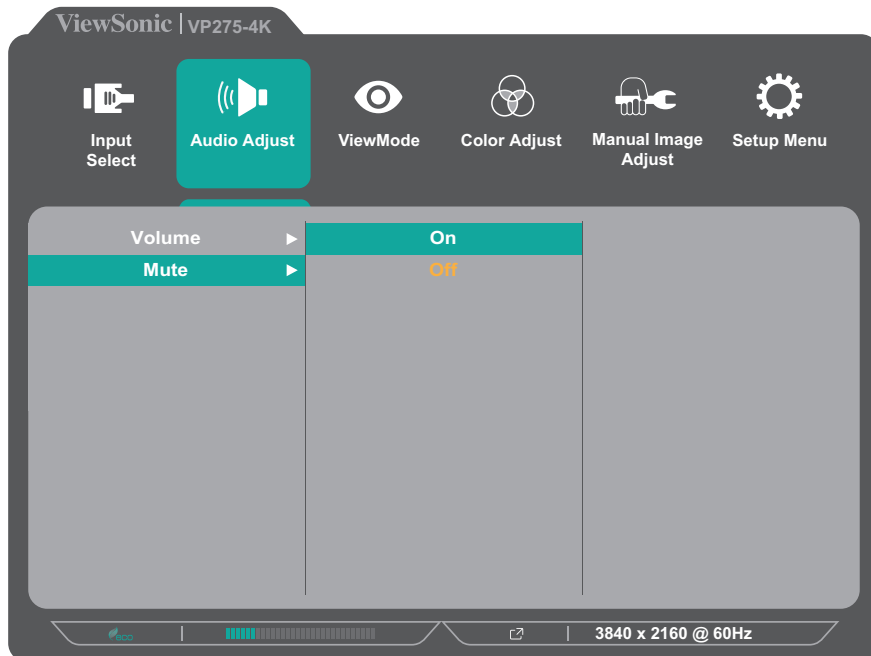 ViewSonic | VP275-4K
Input
Select
Audio Adjust
ViewMode
Color Adjust
Manual Image
Adjust
Setup Menu
Volume
On
Mute
Off
eco
3840 x 2160 @ 60Hz